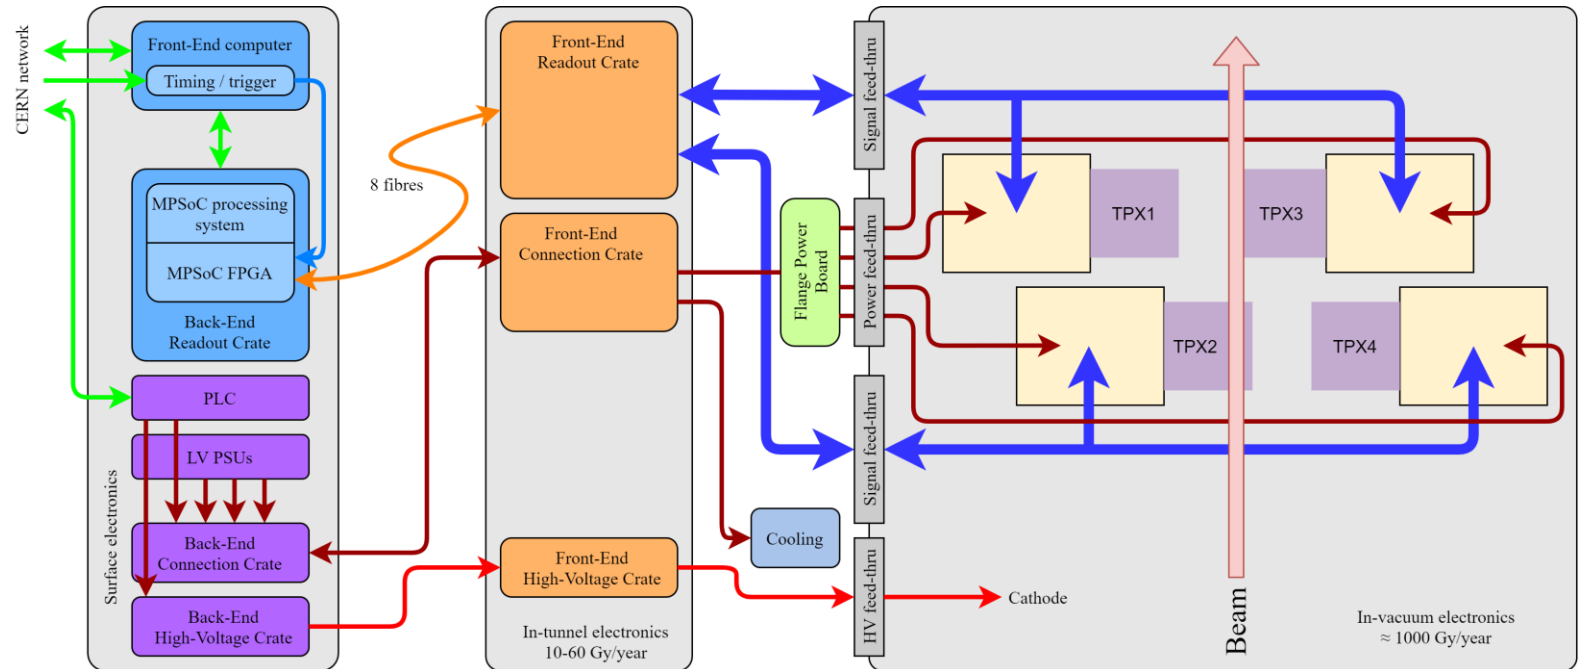 CERN network
Front-End computer
Timing / trigger
MPSoC processing
system
MPSoC FPGA
Back-End
Readout Crate
PLC
LV PSUs
Back-End
Connection Crate
Back-End
High-Voltage Crate
Surface electronics
8 fibres
Front-End
Readout Crate
Front-End
Connection Crate
Front-End
High-Voltage Crate
In-tunnel electronics
10-60 Gy/year
Flange Power
Board
Cooling
Signal feed-thru
Power feed-thru
Signal feed-thru
HV feed-thru
TPX1
TPX3
TPX2
TPX4
Cathode
Beam
In-vacuum electronics
≈ 1000 Gy/year